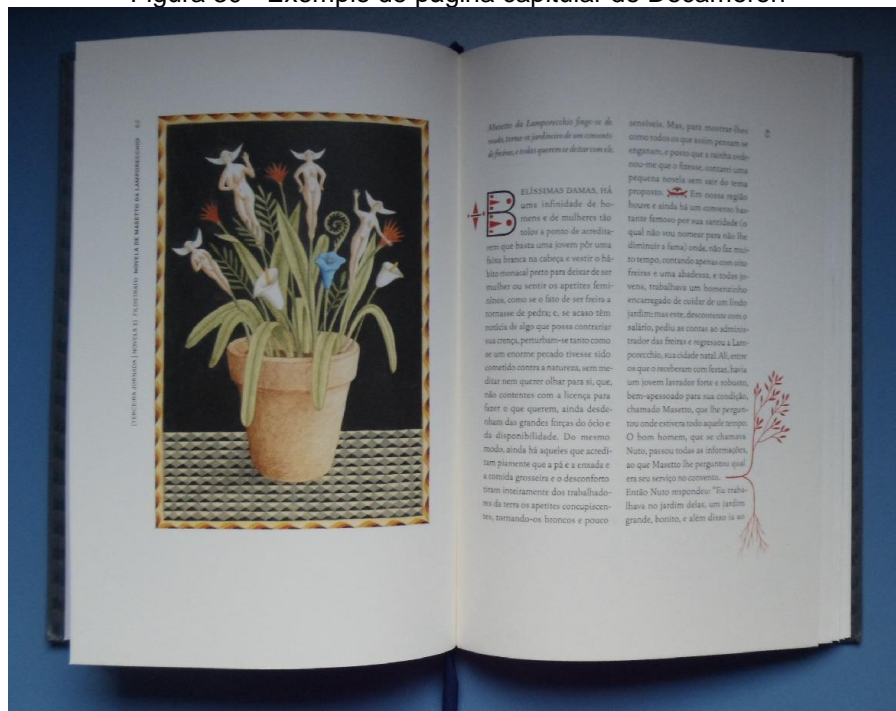 [TERCEIRA JORNADA | NOVELA 1] FILOSTRATO NOVELA DE MASETTO DA LAMPORECCHIO 62
Masetto da Lamporecchio finge-se de
mudo, torna-se jardineiro de um convento
de freiras, e todas querem se deitar com ele.
BELÍSSIMAS DAMAS, HÁ
uma infinidade de ho-
mens e de mulheres tão
tolos a ponto de acredita-
rem que basta uma jovem pôr uma
faixa branca na cabeça e vestir o há-
bito monacal preto para deixar de ser
mulher ou sentir os apetites femi-
ninos, como se o fato de ser freira a
tornasse de pedra; e, se acaso têm
notícia de algo que possa contrariar
sua crença, perturbam-se tanto como
se um enorme pecado tivesse sido
cometido contra a natureza, sem me-
ditar nem querer olhar para si, que,
não contentes com a licença para
fazer o que querem, ainda desde-
nham das grandes forças do ócio e
da disponibilidade. Do mesmo
modo, ainda há aqueles que acredi-
tam piamente que a pá e a enxada e
a comida grosseira e o desconforto
tiram inteiramente dos trabalhado-
res da terra os apetites concupiscen-
tes, tornando-os broncos e pouco
sensíveis. Mas, para mostrar-lhes
como todos os que assim pensam se
enganam, e posto que a rainha orde-
nou-me que o fizesse, contarei uma
pequena novela sem sair do tema
proposto. Em nossa região
houve e ainda há um convento bas-
tante famoso por sua santidade (o
qual não vou nomear para não lhe
diminuir a fama) onde, não faz mui-
to tempo, contando apenas com oito
freiras e uma abadessa, e todas jo-
vens, trabalhava um homenzinho
encarregado de cuidar de um lindo
jardim; mas este, descontente com o
salário, pediu as contas ao adminis-
trador das freiras e regressou a Lam-
porecchio, sua cidade natal. Ali, entre
os que o receberam com festas, havia
um jovem lavrador forte e robusto,
bem-apessoado para sua condição,
chamado Masetto, que lhe pergun-
tou onde estivera todo aquele tempo.
O bom homem, que se chamava
Nuto, passou todas as informações,
ao que Masetto lhe perguntou qual
era seu serviço no convento.
Então Nuto respondeu: "Eu traba-
lhava no jardim delas, um jardim
grande, bonito, e além disso ia ao